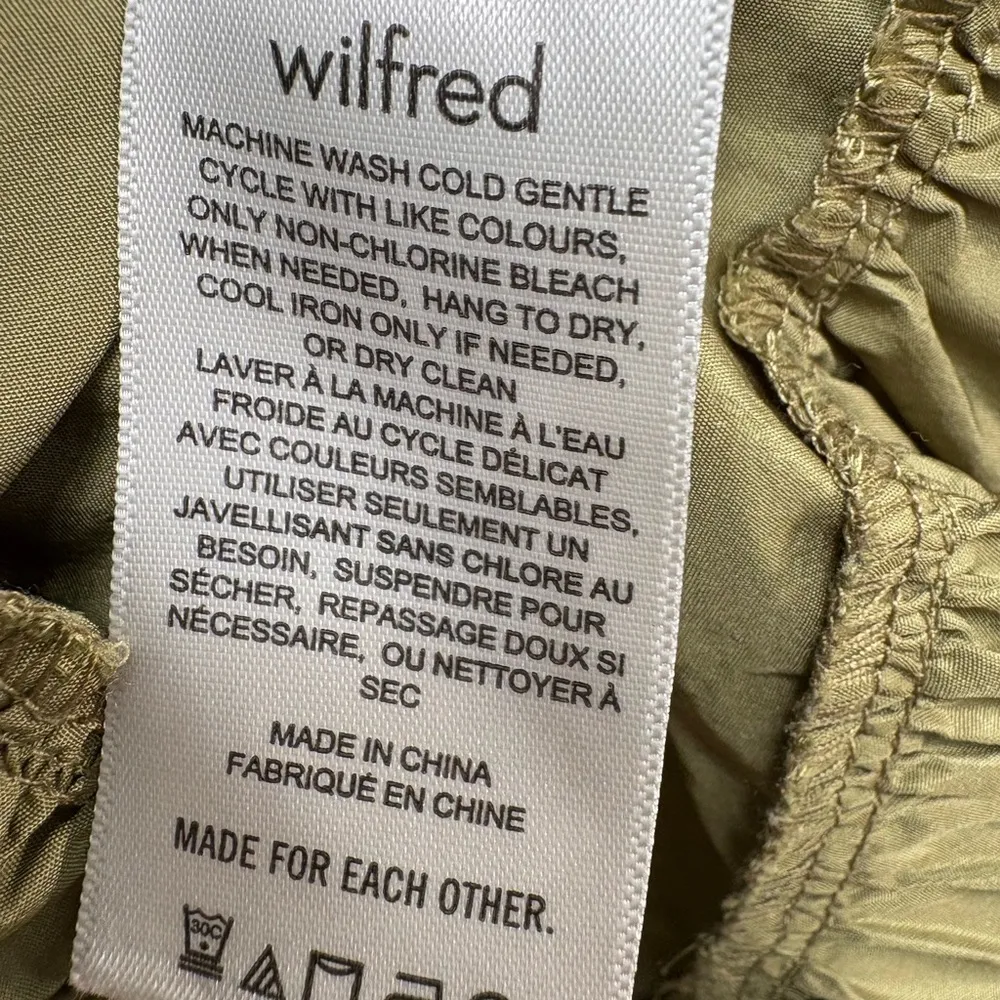 wilfred
MACHINE WASH COLD GENTLE
CYCLE WITH LIKE COLOURS,
ONLY NON-CHLORINE BLEACH
WHEN NEEDED, HANG TO DRY,
COOL IRON ONLY IF NEEDED,
OR DRY CLEAN
LAVER À LA MACHINE À L'EAU
FROIDE AU CYCLE DÉLICAT
AVEC COULEURS SEMBLABLES,
UTILISER SEULEMENT UN
JAVELLISANT SANS CHLORE AU
BESOIN, SUSPENDRE POUR
SÉCHER, REPASSAGE DOUX SI
NÉCESSAIRE, OU NETTOYER À
SEC
MADE IN CHINA
FABRIQUÉ EN CHINE
MADE FOR EACH OTHER.
30C